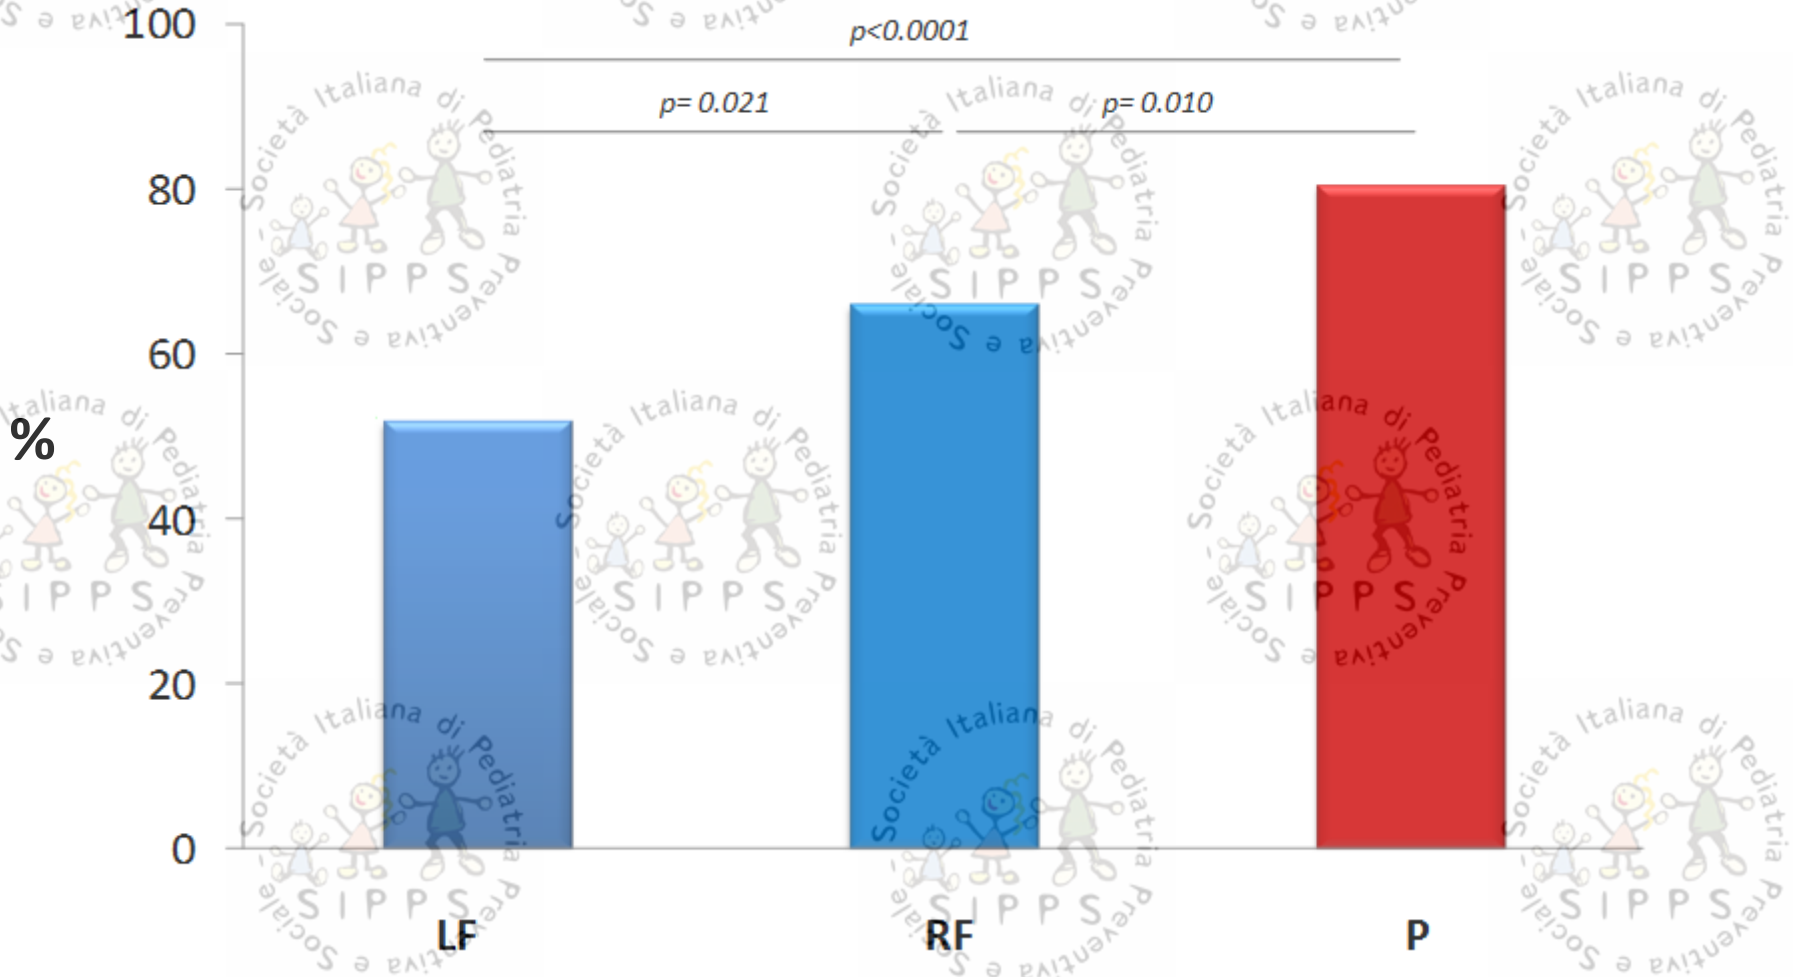 100
p<0.0001
p= 0.021
p= 0.010
80
60
%
40
20
0
LF
RF
P
Società Italiana di Pediatria Preventiva e Sociale -
SIPPS